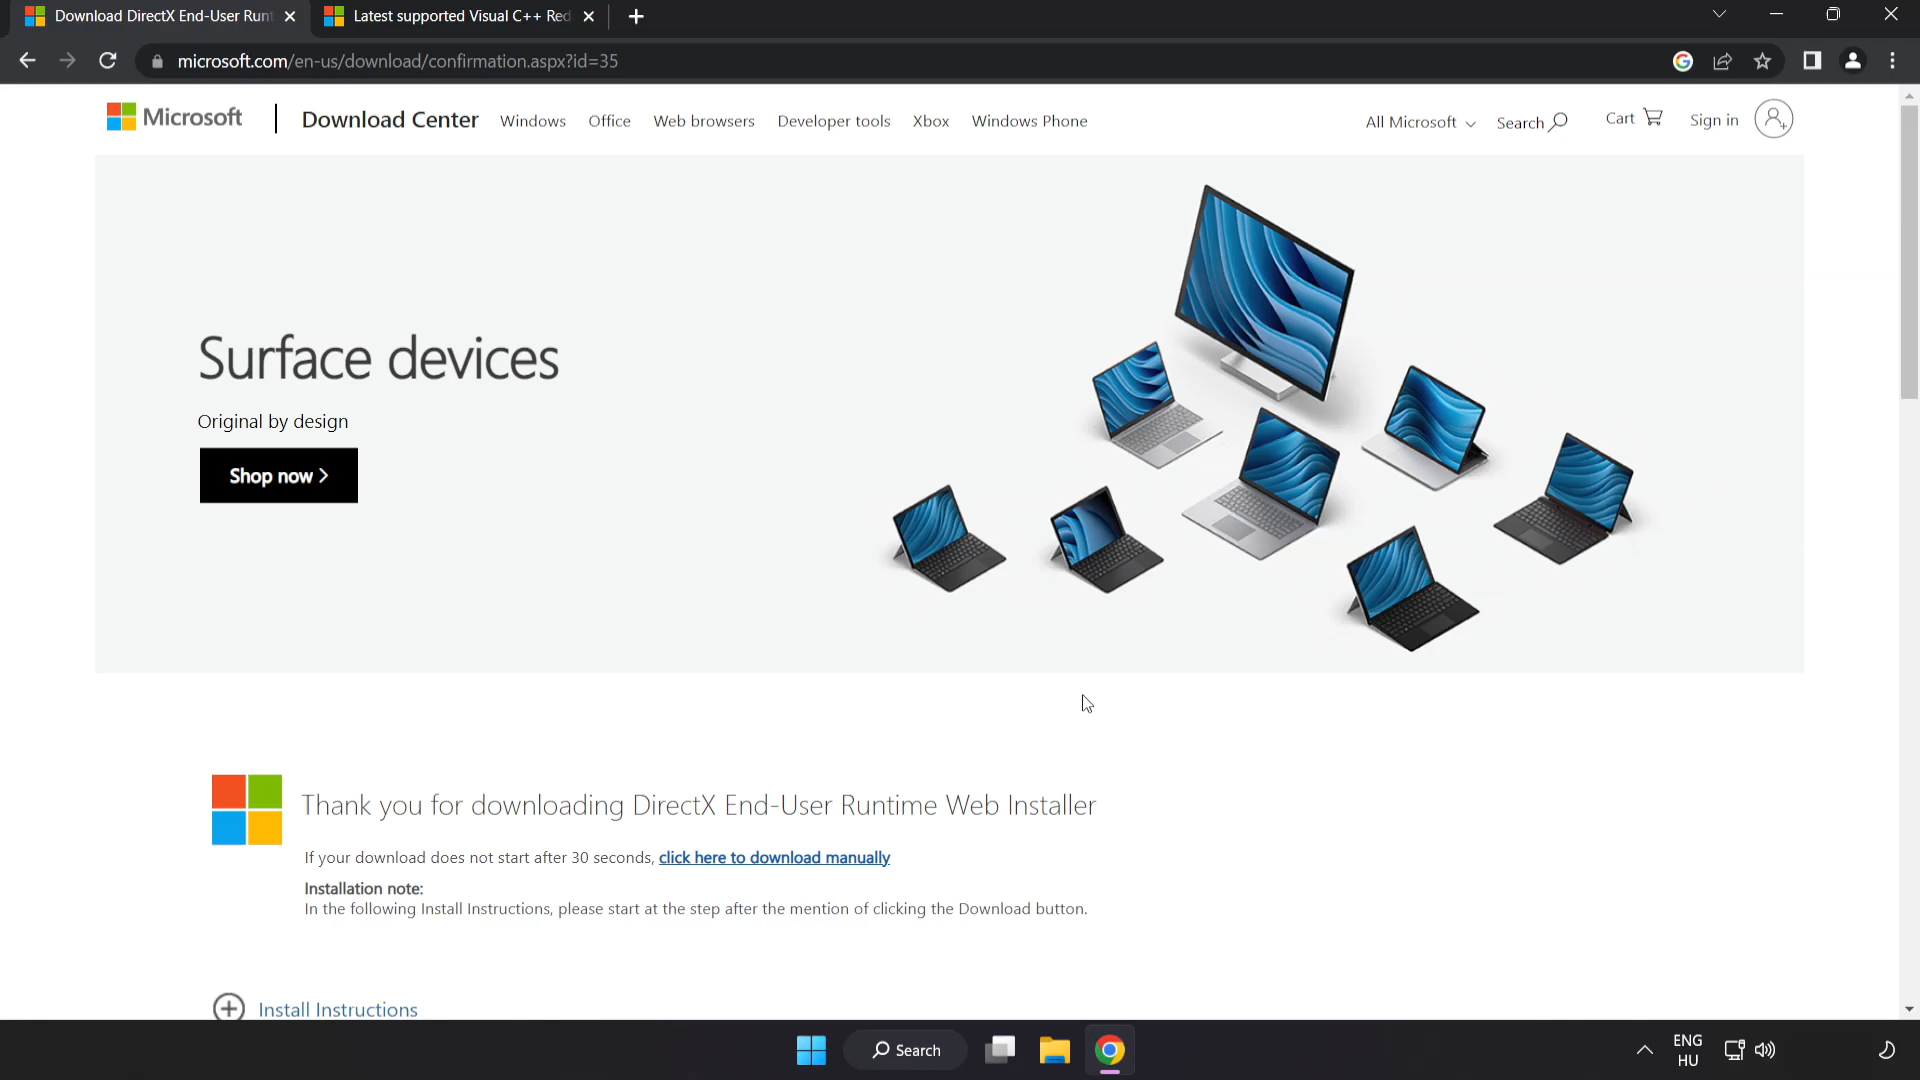 Download DirectX End-User Runt
Latest supported Visual C++ Red
microsoft.com/en-us/download/confirmation.aspx?id=35
Microsoft
Download Center
Windows
Office
Web browsers
Developer tools
Xbox
Windows Phone
All Microsoft
Search
Cart
Sign in
Surface devices
Original by design
Shop now
Thank you for downloading DirectX End-User Runtime Web Installer
If your download does not start after 30 seconds, click here to download manually
Installation note:
In the following Install Instructions, please start at the step after the mention of clicking the Download button.
Install Instructions
Search
ENG
HU